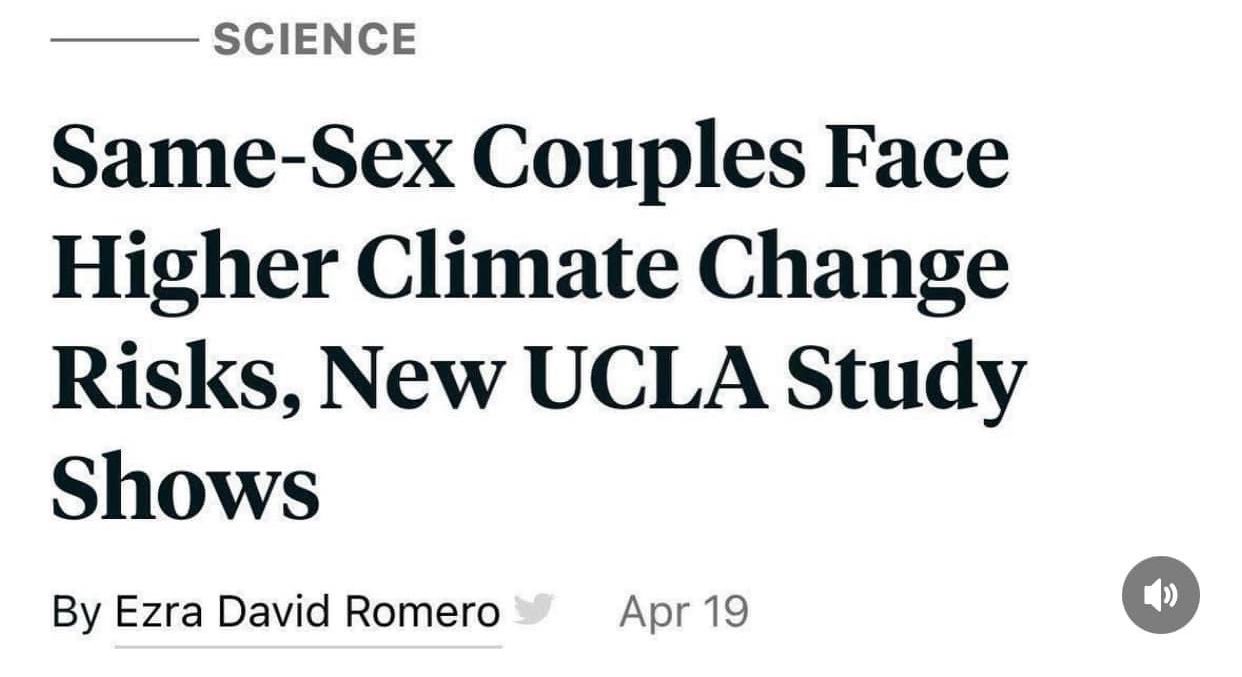 SCIENCE
Same-Sex Couples Face
Higher Climate Change
Risks, New UCLA Study
Shows
By Ezra David Romero Apr 19